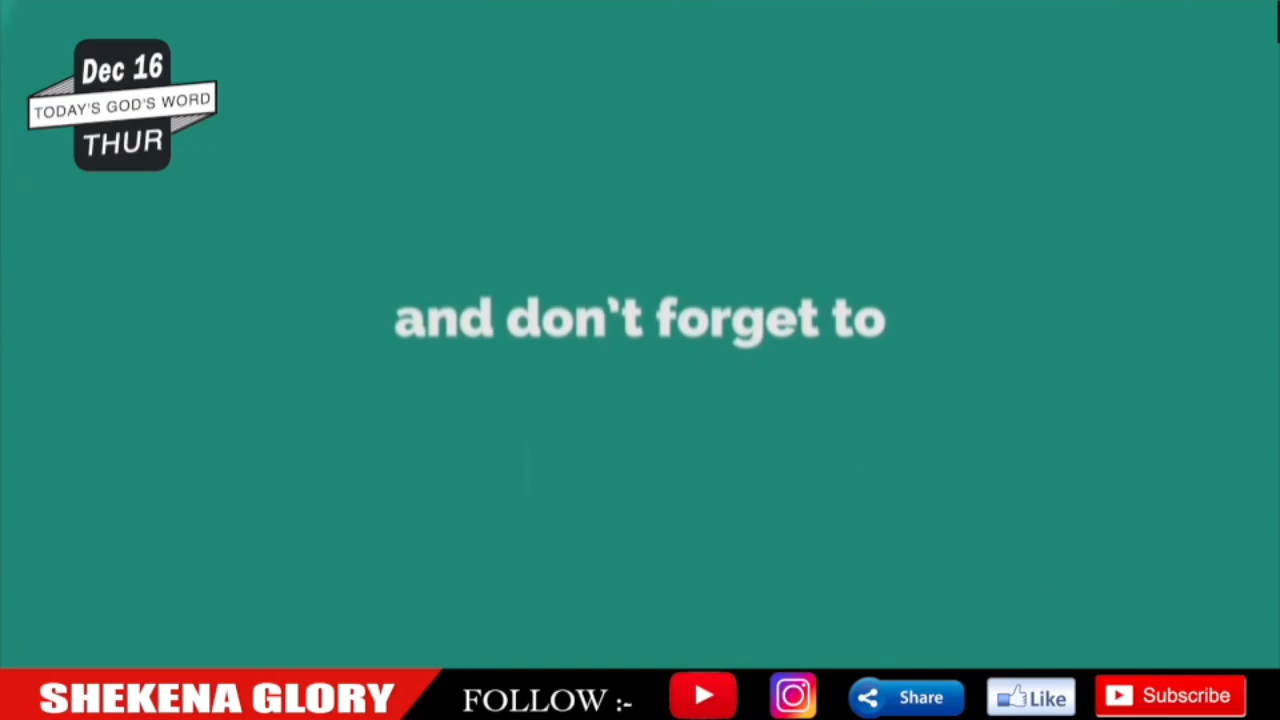 Dec 16
TODAY'S GOD'S WORD
THUR
and don't forget to
SHEKENA GLORY
FOLLOW :-
Share
Like
Subscribe